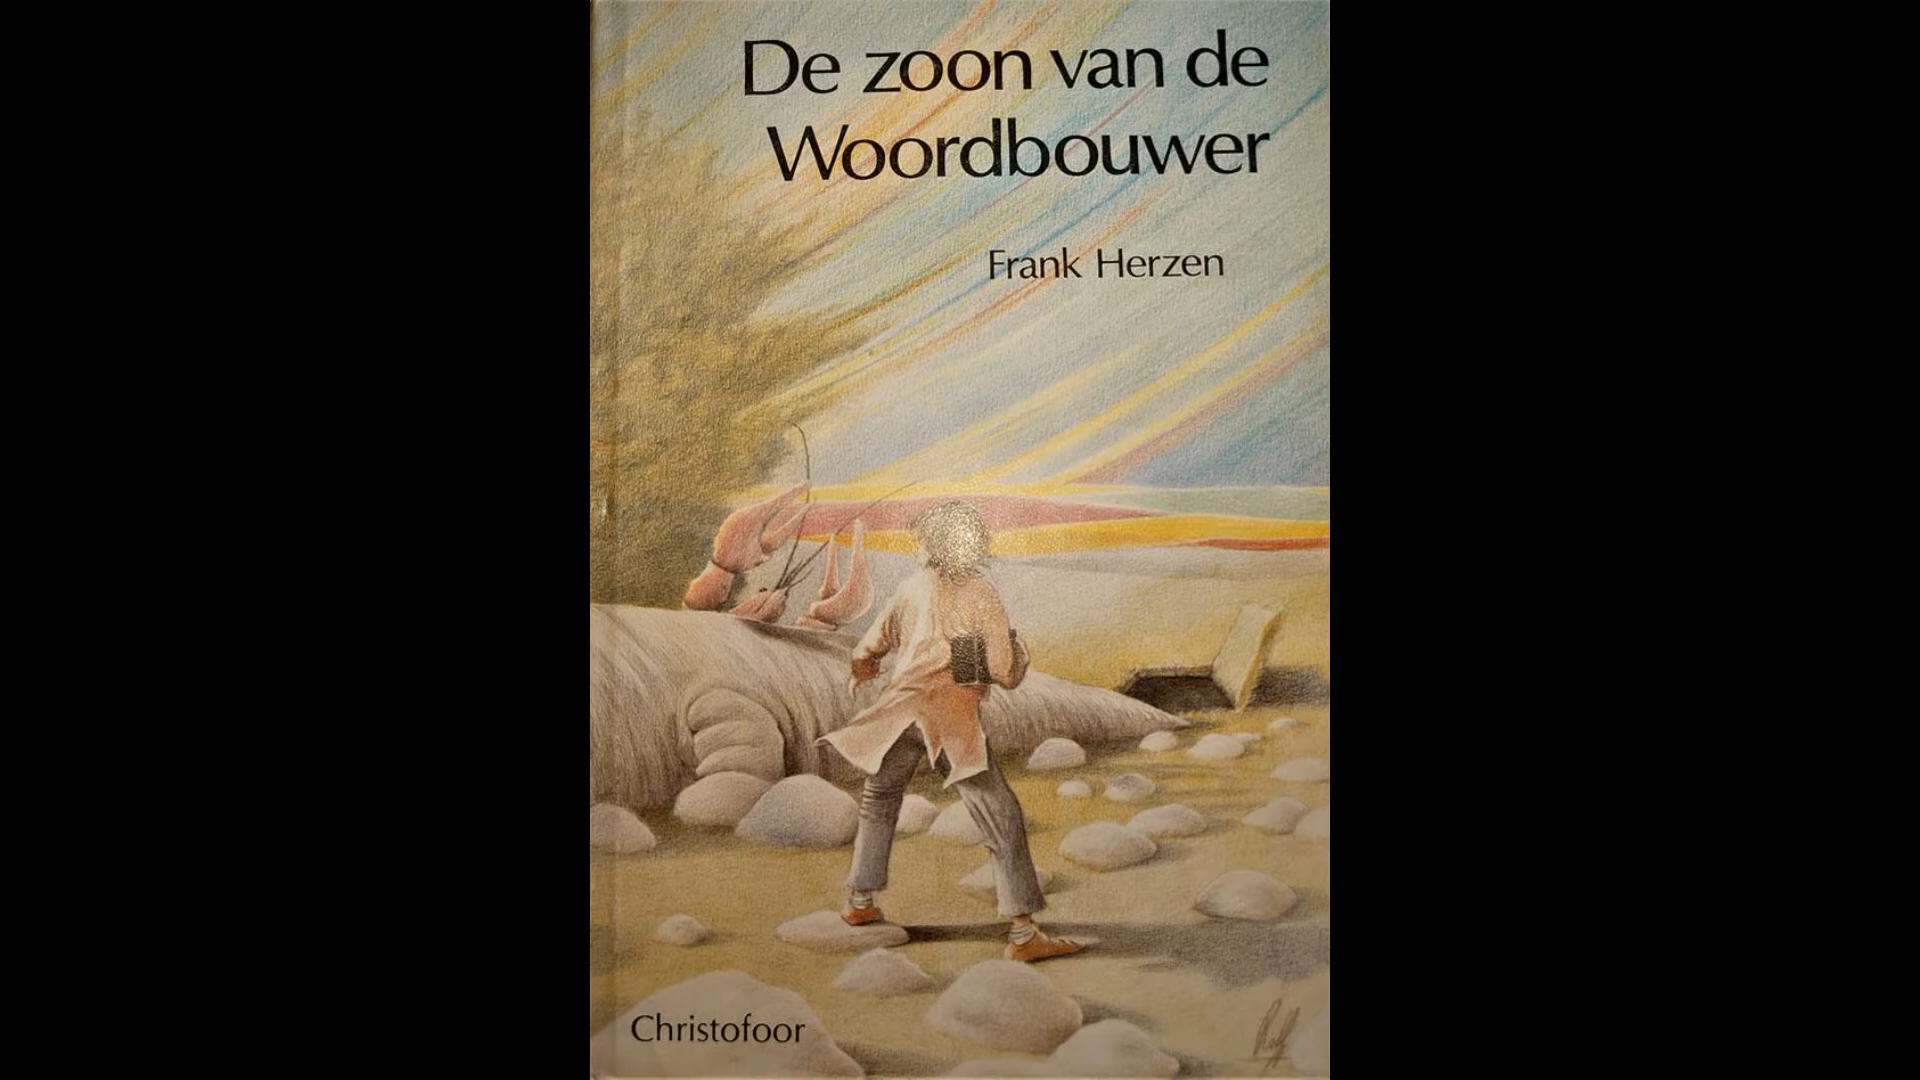 De zoon van de
Woordbouwer
Frank Herzen
Christofoor